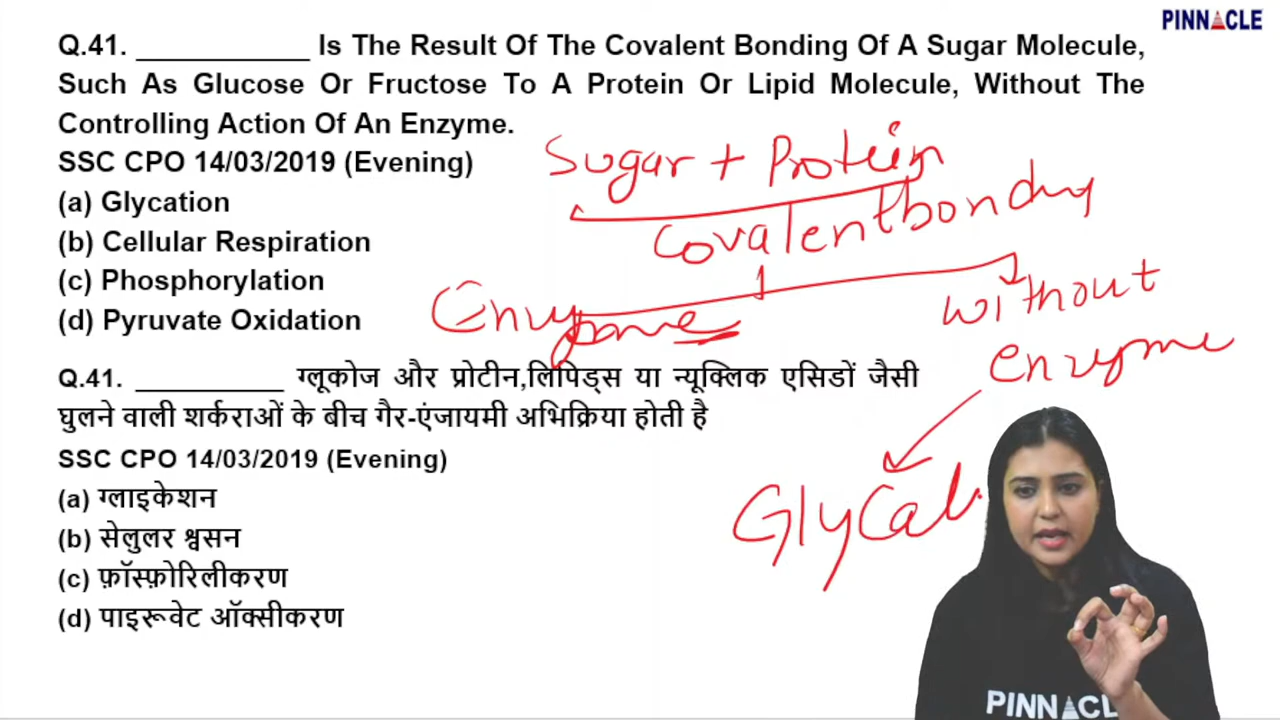 PINNACLE
Q.41. ___________ Is The Result Of The Covalent Bonding Of A Sugar Molecule,
Such As Glucose Or Fructose To A Protein Or Lipid Molecule, Without The
Controlling Action Of An Enzyme.
SSC CPO 14/03/2019 (Evening)
(a) Glycation
(b) Cellular Respiration
(c) Phosphorylation
(d) Pyruvate Oxidation
Sugar + Protein
Covalent bonding
Enzyme
without
enzyme
Q.41. __________ ग्लूकोज और प्रोटीन,लिपिड्स या न्यूक्लिक एसिडों जैसी
घुलने वाली शर्कराओं के बीच गैर-एंजायमी अभिक्रिया होती है
SSC CPO 14/03/2019 (Evening)
(a) ग्लाइकेशन
(b) सेलुलर श्वसन
(c) फ़ॉस्फ़ोरिलीकरण
(d) पाइरूवेट ऑक्सीकरण
PINNACL